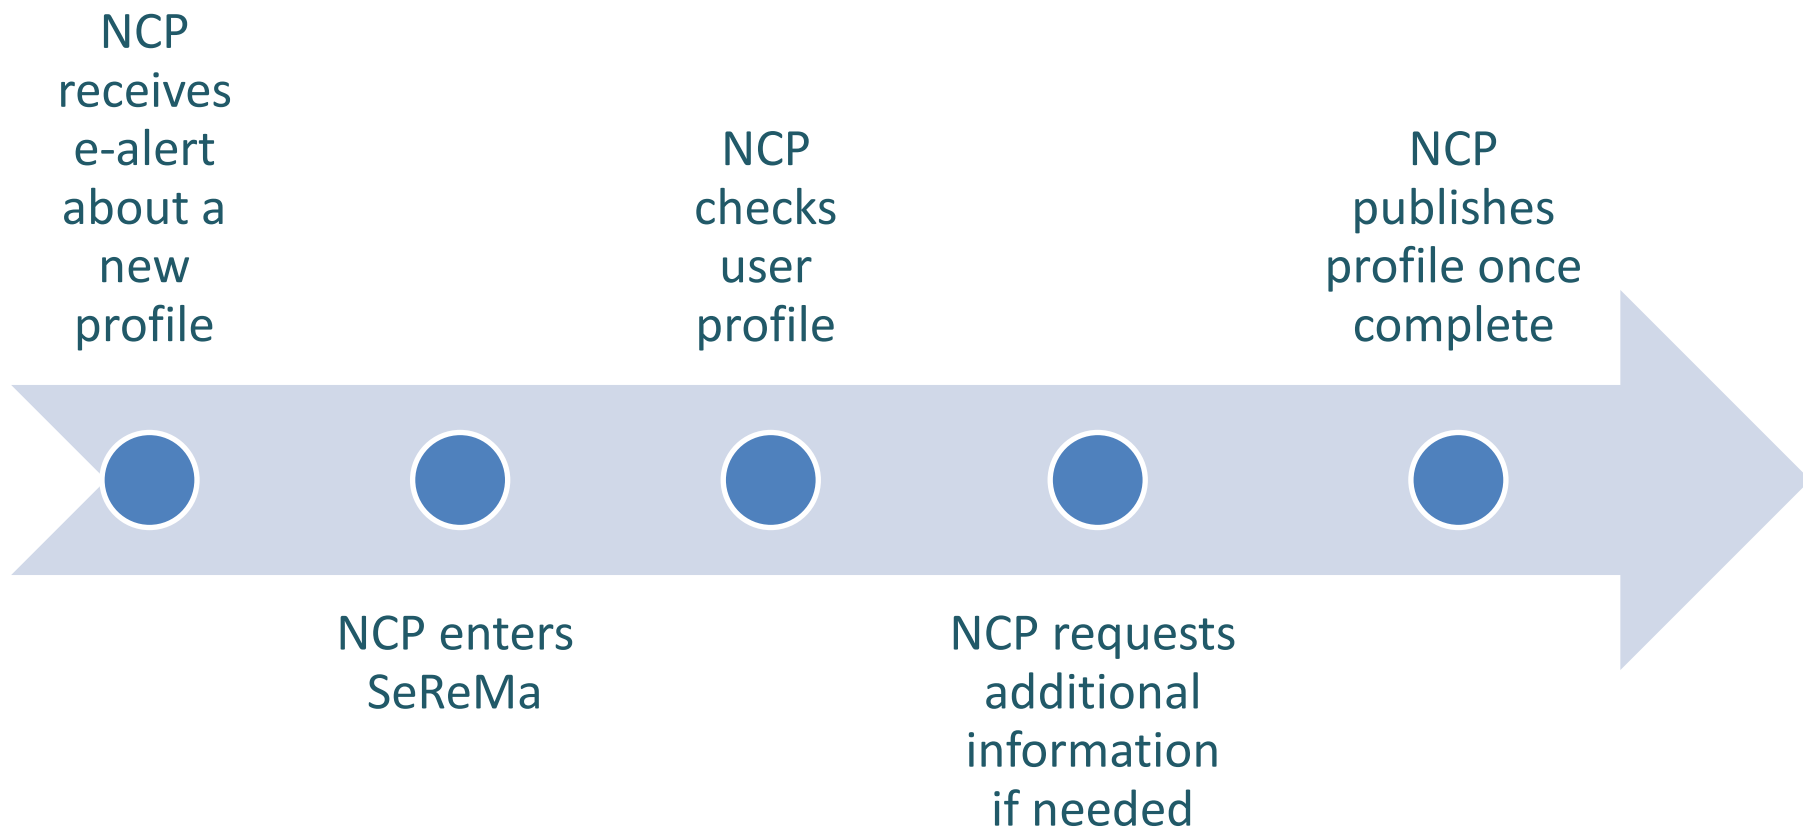 NCP
receives
e-alert
about a
new
profile
NCP enters
SeReMa
NCP
checks
user
profile
NCP requests
additional
information
if needed
NCP
publishes
profile once
complete